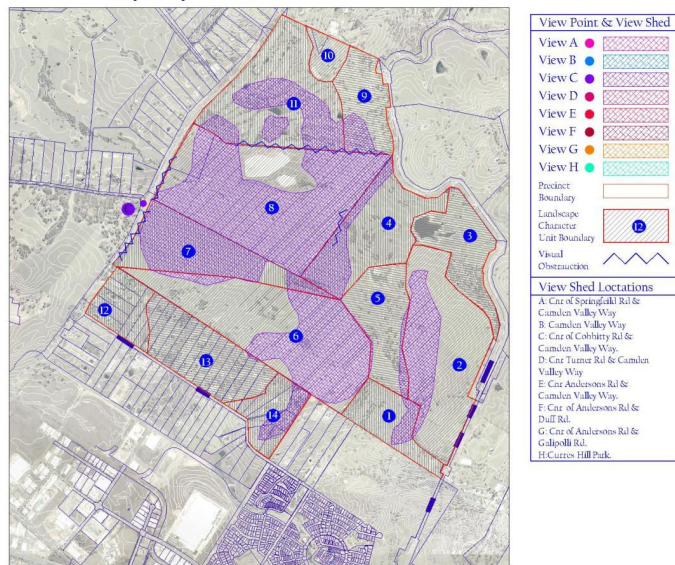 10
9
11
8
4
3
7
5
12
6
2
13
14
1
View Point & View Shed
View A
View B
View C
View D
View E
View F
View G
View H
Precinct
Boundary
Landscape
Character
Unit Boundary
12
Visual
Obstruction
View Shed Loctations
A: Cnr of Springfeild Rd &
Camden Valley Way
B: Camden Valley Way
C: Cnr of Cobbitty Rd &
Camden Valley Way.
D: Cnr Turner Rd & Camden
Valley Way
E: Cnr Andersons Rd &
Camden Valley Way.
F: Cnr of Andersons Rd &
Duff Rd.
G: Cnr of Andersons Rd &
Galipolli Rd.
H:Curres Hill Park.